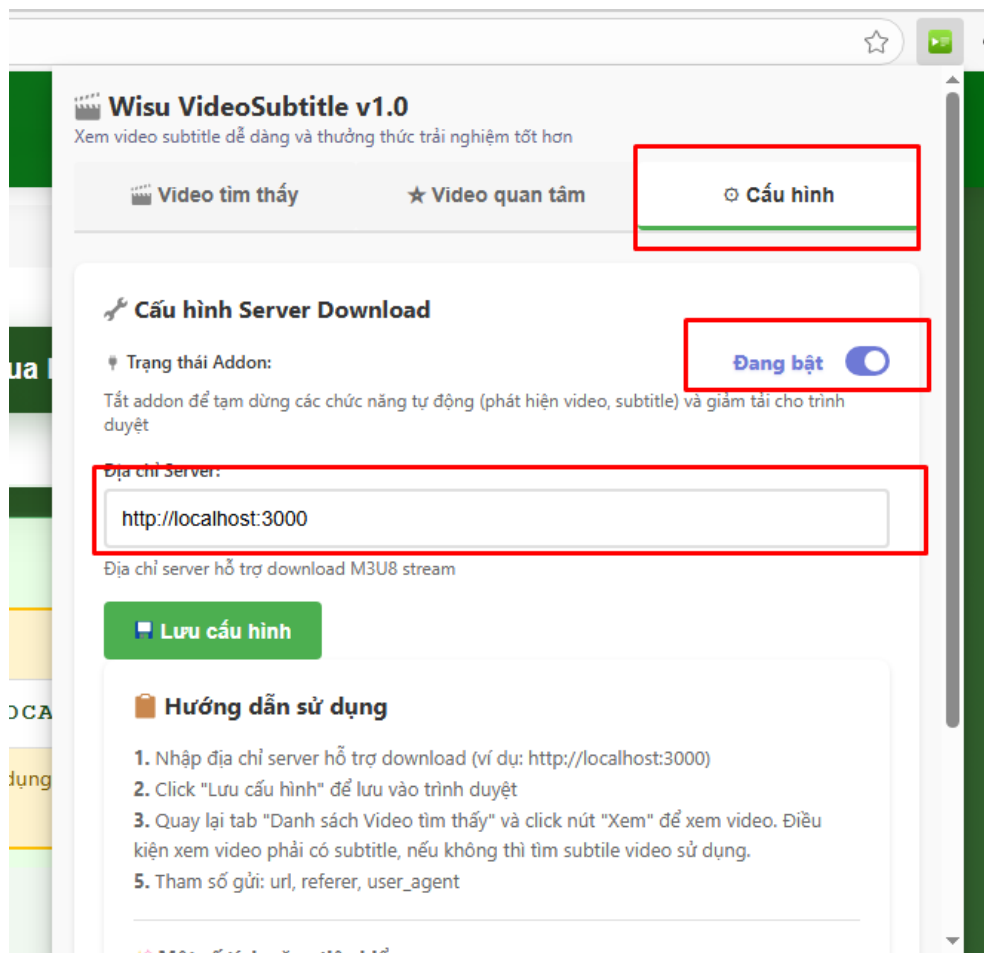 Wisu VideoSubtitle v1.0
Xem video subtitle dễ dàng và thưởng thức trải nghiệm tốt hơn
Video tìm thấy
Video quan tâm
Cấu hình
Cấu hình Server Download
Trạng thái Addon:
Đang bật
Tắt addon để tạm dừng các chức năng tự động (phát hiện video, subtitle) và giảm tải cho trình
duyệt
ua
Địa chỉ Server:
http://localhost:3000
Địa chỉ server hỗ trợ download M3U8 stream
Lưu cấu hình
Hướng dẫn sử dụng
OCA
1. Nhập địa chỉ server hỗ trợ download (ví dụ: http://localhost:3000)
dụng
2. Click "Lưu cấu hình" để lưu vào trình duyệt
3. Quay lại tab "Danh sách Video tìm thấy" và click nút "Xem" để xem video. Điều
kiện xem video phải có subtitle, nếu không thì tìm subtile video sử dụng.
5. Tham số gửi: url, referer, user_agent